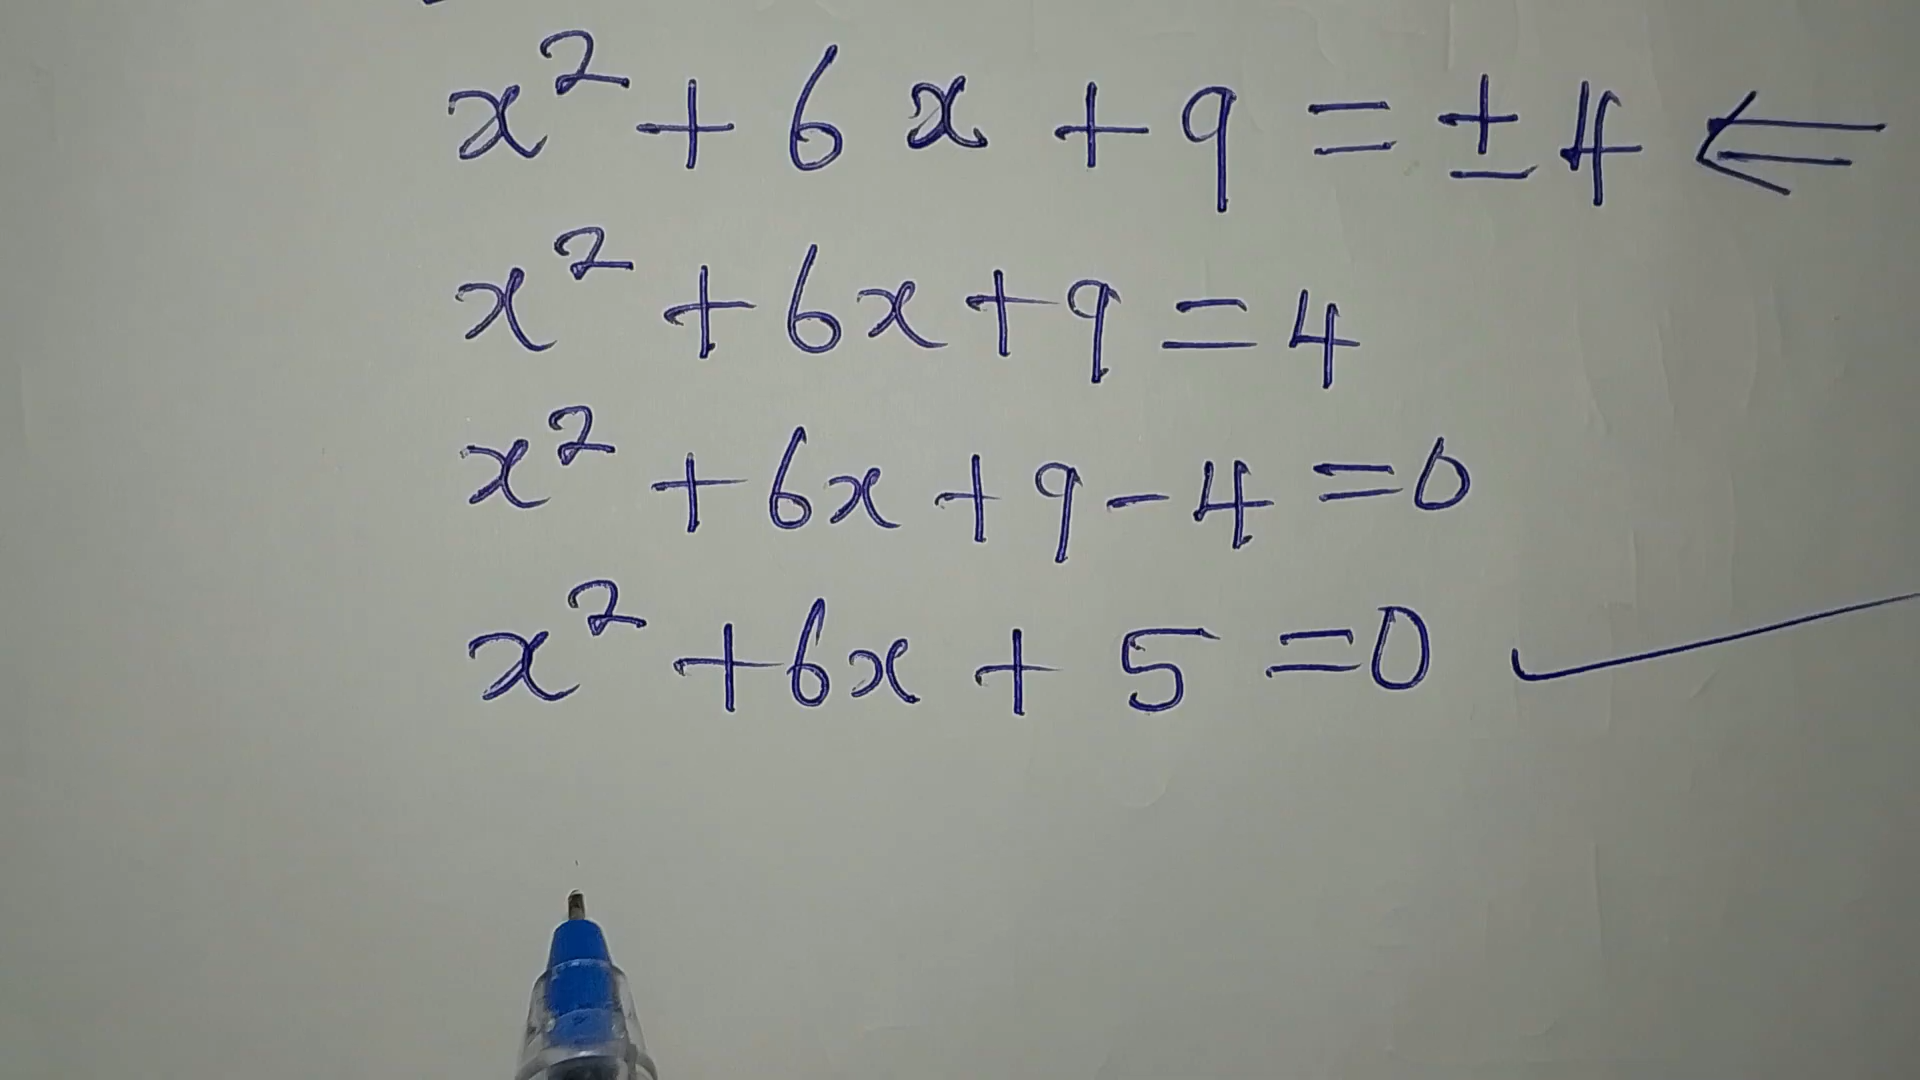 x² + 6x + 9 = ± 4 ⇐
x² + 6x + 9 = 4
x² + 6x + 9 - 4 = 0
x² + 6x + 5 = 0